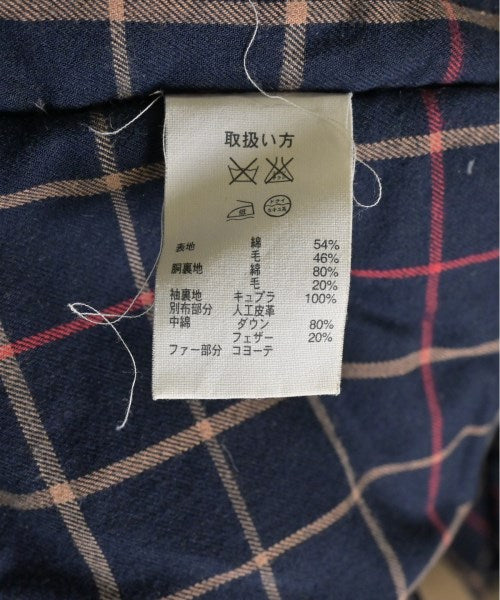 取扱い方
表地 綿 54%
毛 46%
胴裏地 綿 80%
毛 20%
袖裏地 キュプラ 100%
別布部分 人工皮革
中綿 ダウン 80%
フェザー 20%
ファー部分 コヨーテ